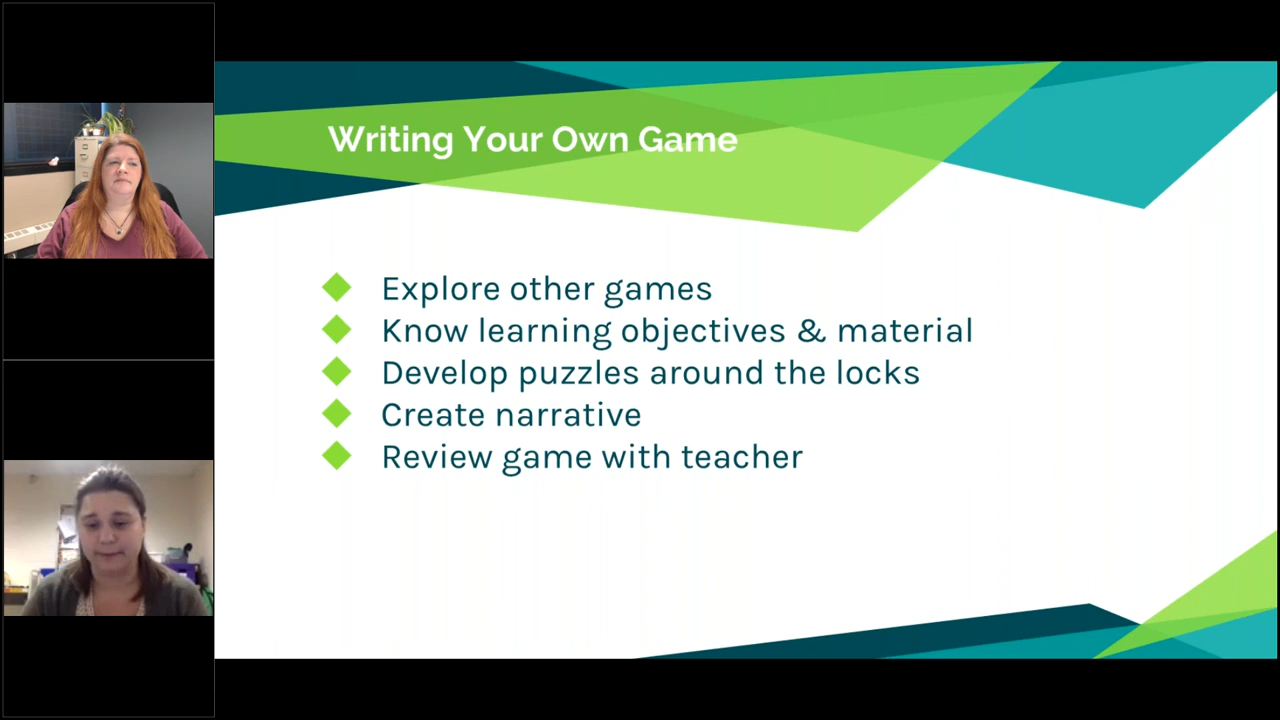 Writing Your Own Game
Explore other games
Know learning objectives & material
Develop puzzles around the locks
Create narrative
Review game with teacher